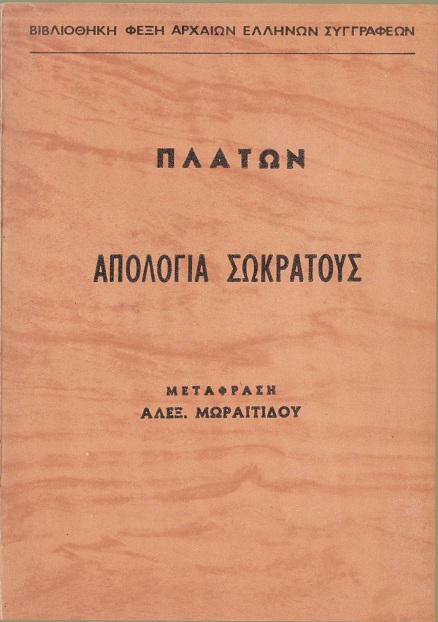 ΒΙΒΛΙΟΘΗΚΗ ΦΕΞΗ ΑΡΧΑΙΩΝ ΕΛΛΗΝΩΝ ΣΥΓΓΡΑΦΕΩΝ
ΠΛΑΤΩΝ
ΑΠΟΛΟΓΙΑ ΣΩΚΡΑΤΟΥΣ
ΜΕΤΑΦΡΑΣΗ
ΑΛΕΞ. ΜΩΡΑΙΤΙΔΟΥ